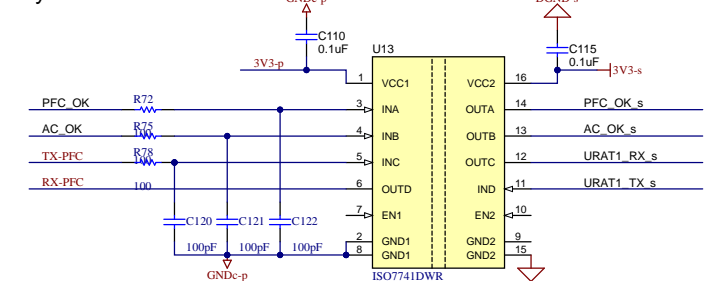 GNDc-p
DGND-s
C110
0.1uF
C115
0.1uF
U13
3V3-p
3V3-s
1
VCC1
VCC2
16
PFC_OK
R72
3
INA
OUTA
14
PFC_OK_s
AC_OK
R75
100
4
INB
OUTB
13
AC_OK_s
TX-PFC
R78
100
5
INC
OUTC
12
URAT1_RX_s
RX-PFC
100
6
OUTD
IND
11
URAT1_TX_s
7
EN1
EN2
10
C120
C121
C122
2
GND1
GND2
9
100pF
100pF
100pF
8
GND1
GND2
15
GNDc-p
ISO7741DWR